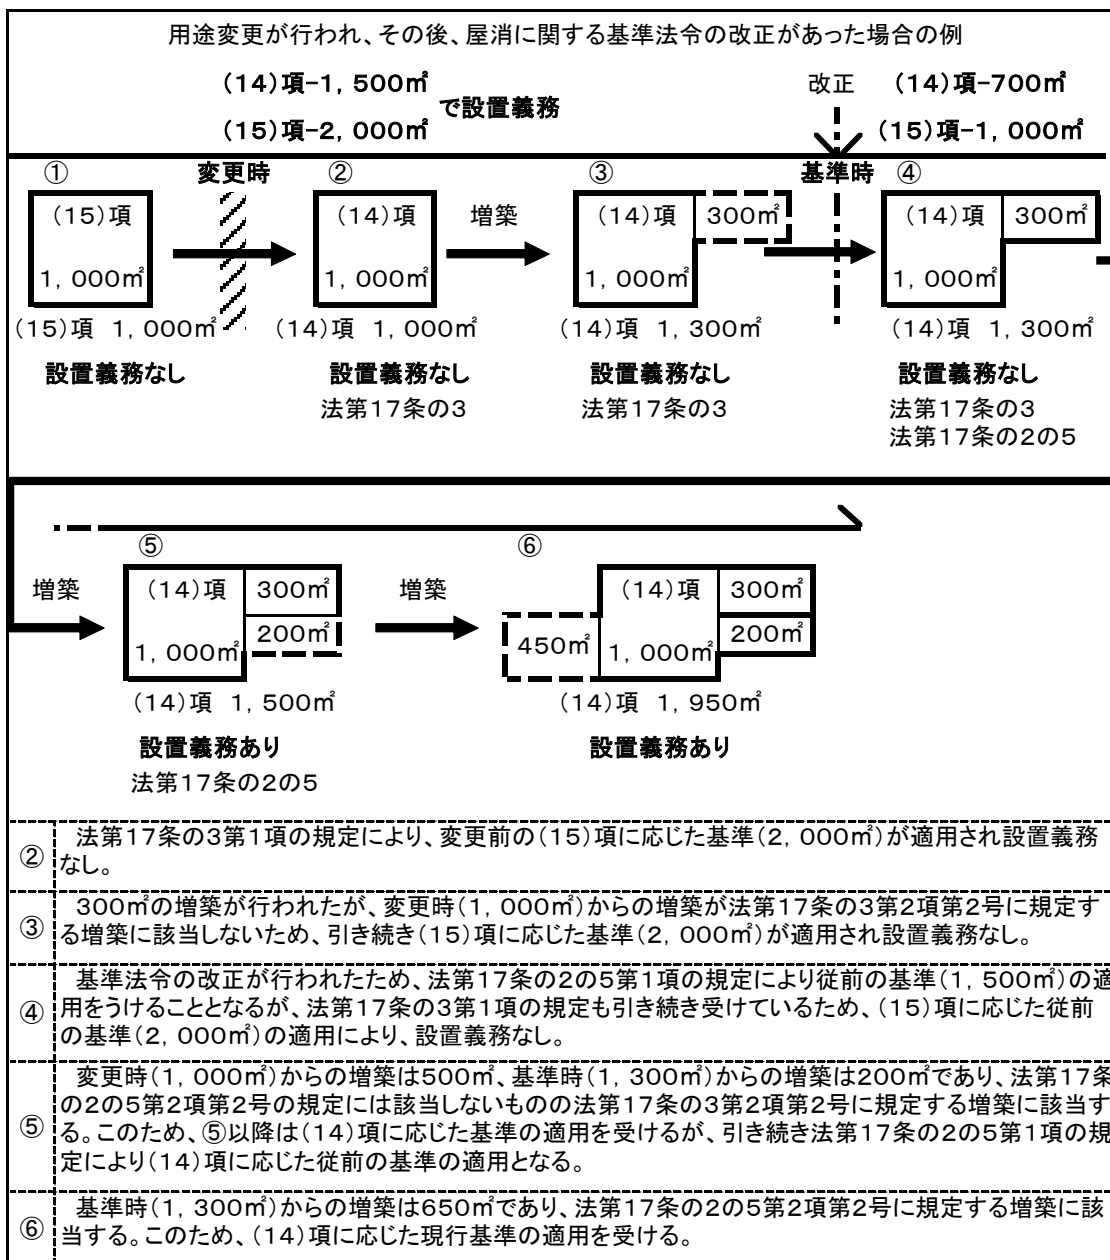 用途変更が行われ、その後、屋消に関する基準法令の改正があった場合の例
(14)項-1,500㎡
(15)項-2,000㎡
で設置義務
改正
(14)項-700㎡
(15)項-1,000㎡
①
変更時
②
③
基準時
④
(15)項
1,000㎡
(14)項
1,000㎡
増築
(14)項
300㎡
1,000㎡
(14)項
300㎡
1,000㎡
(15)項 1,000㎡
(14)項 1,000㎡
(14)項 1,300㎡
(14)項 1,300㎡
設置義務なし
設置義務なし
設置義務なし
設置義務なし
法第17条の3
法第17条の3
法第17条の3
法第17条の2の5
⑤
⑥
増築
(14)項
300㎡
200㎡
1,000㎡
増築
(14)項
300㎡
200㎡
450㎡
1,000㎡
(14)項 1,500㎡
(14)項 1,950㎡
設置義務あり
設置義務あり
法第17条の2の5
② 法第17条の3第1項の規定により、変更前の(15)項に応じた基準(2,000㎡)が適用され設置義務
なし。
③ 300㎡の増築が行われたが、変更時(1,000㎡)からの増築が法第17条の3第2項第2号に規定す
る増築に該当しないため、引き続き(15)項に応じた基準(2,000㎡)が適用され設置義務なし。
④ 基準法令の改正が行われたため、法第17条の2の5第1項の規定により従前の基準(1,500㎡)の適
用をうけることとなるが、法第17条の3第1項の規定も引き続き受けているため、(15)項に応じた従前
の基準(2,000㎡)の適用により、設置義務なし。
⑤ 変更時(1,000㎡)からの増築は500㎡、基準時(1,300㎡)からの増築は200㎡であり、法第17条
の2の5第2項第2号の規定には該当しないものの法第17条の3第2項第2号に規定する増築に該当す
る。このため、⑤以降は(14)項に応じた基準の適用を受けるが、引き続き法第17条の2の5第1項の規
定により(14)項に応じた従前の基準の適用となる。
⑥ 基準時(1,300㎡)からの増築は650㎡であり、法第17条の2の5第2項第2号に規定する増築に該
当する。このため、(14)項に応じた現行基準の適用を受ける。